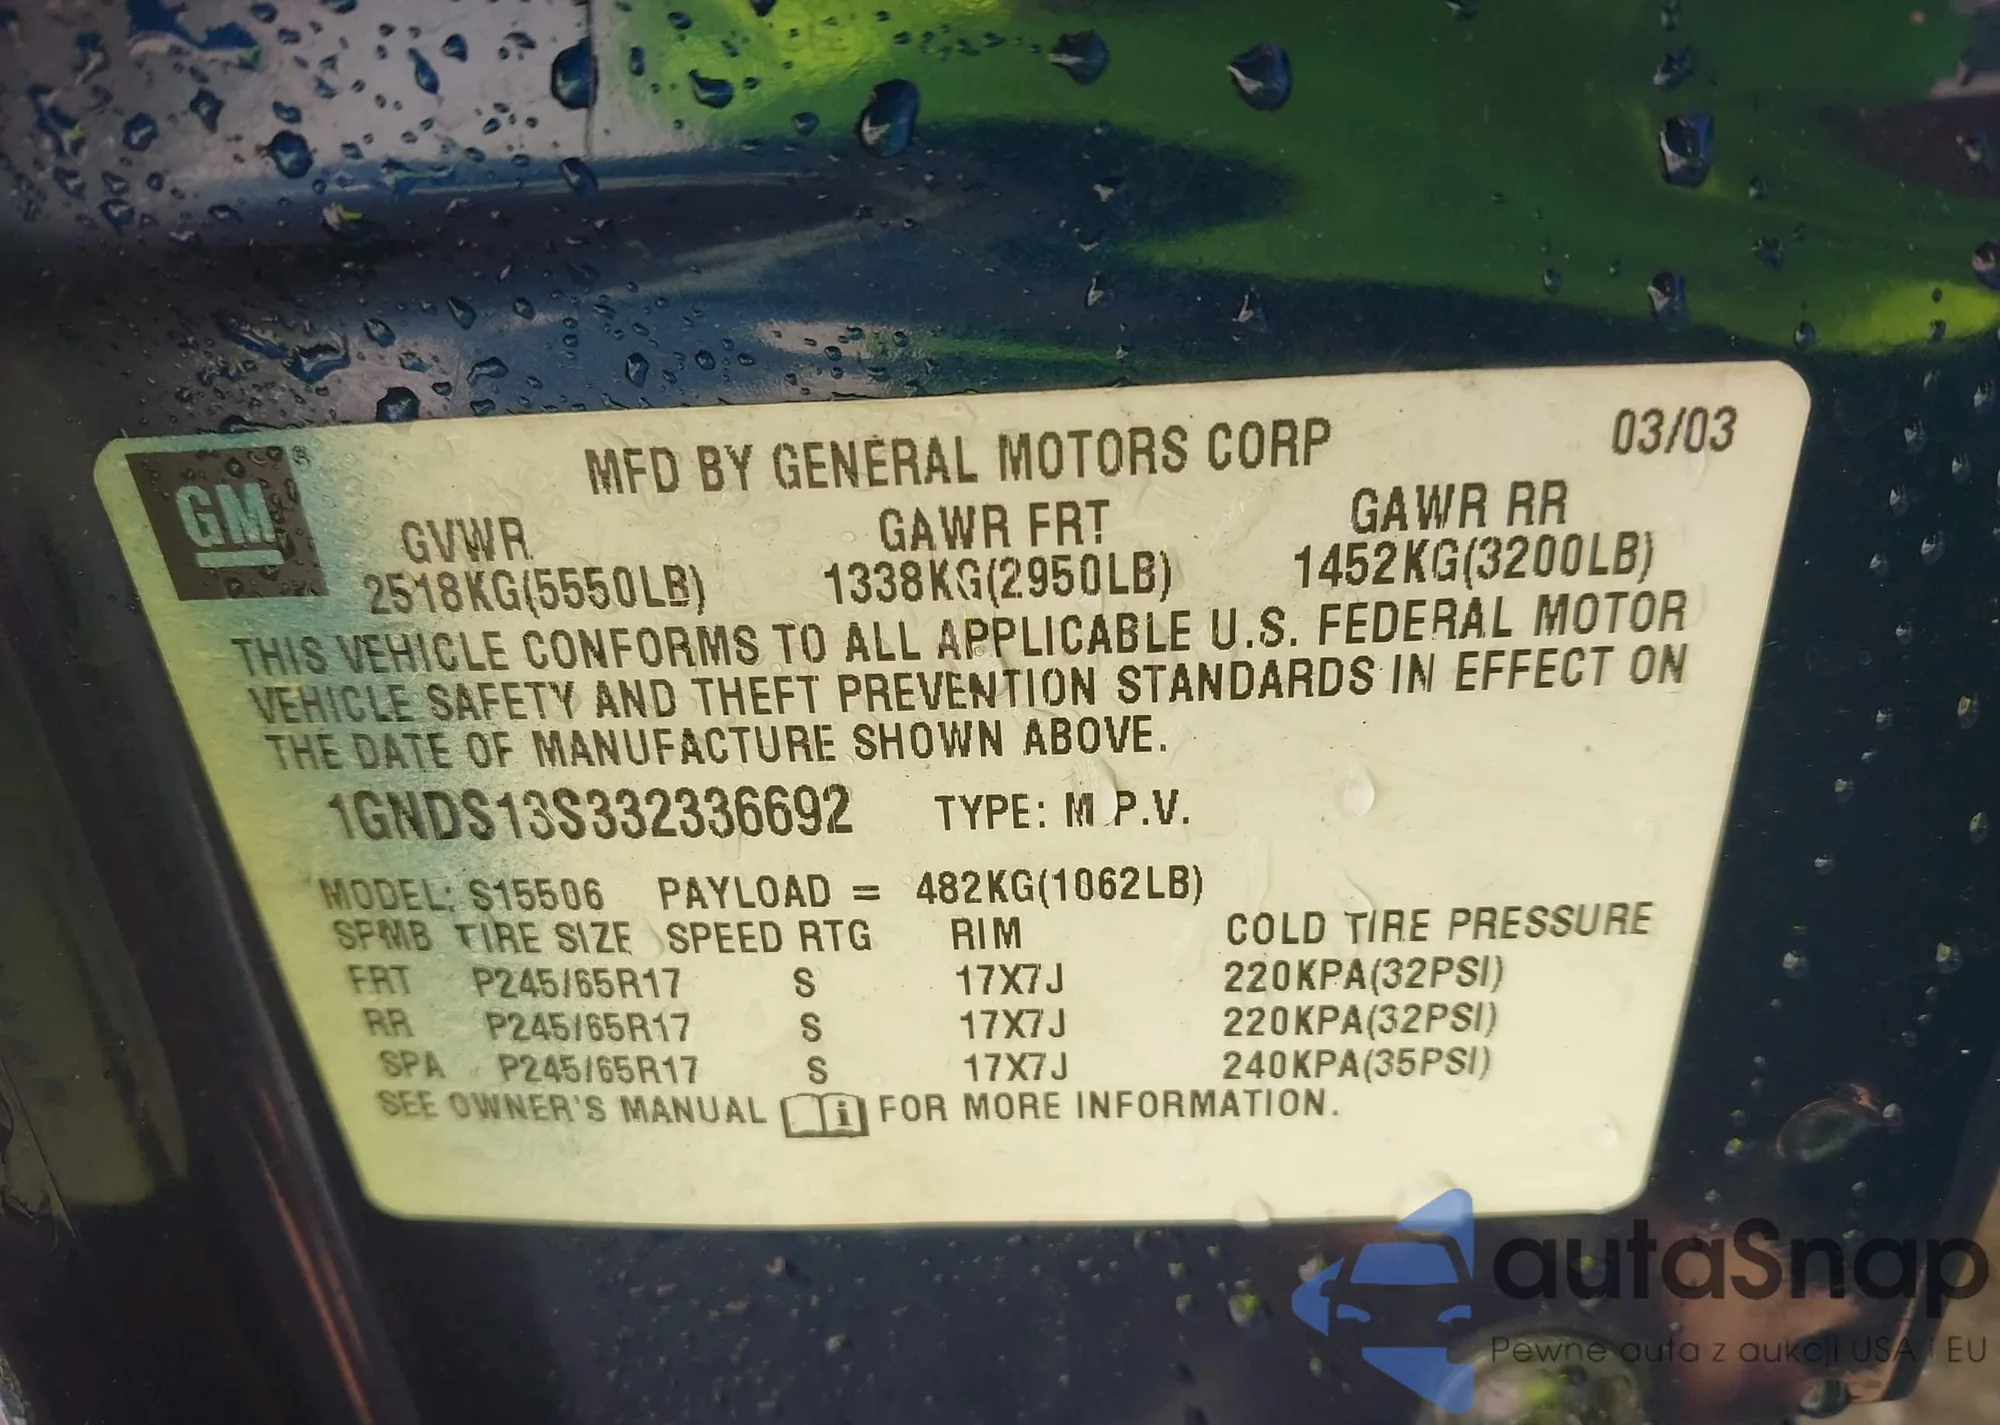 GM®
MFD BY GENERAL MOTORS CORP 03/03
GVWR GAWR FRT GAWR RR
2518KG(5550LB) 1338KG(2950LB) 1452KG(3200LB)
THIS VEHICLE CONFORMS TO ALL APPLICABLE U.S. FEDERAL MOTOR
VEHICLE SAFETY AND THEFT PREVENTION STANDARDS IN EFFECT ON
THE DATE OF MANUFACTURE SHOWN ABOVE.
1GNDS13S332336692 TYPE: M.P.V.
MODEL: S15506 PAYLOAD = 482KG(1062LB)
SPMB TIRE SIZE SPEED RTG RIM COLD TIRE PRESSURE
FRT P245/65R17 S 17X7J 220KPA(32PSI)
RR P245/65R17 S 17X7J 220KPA(32PSI)
SPA P245/65R17 S 17X7J 240KPA(35PSI)
SEE OWNER'S MANUAL i FOR MORE INFORMATION.
autaSnap
Pewne auta z aukcji USA i EU